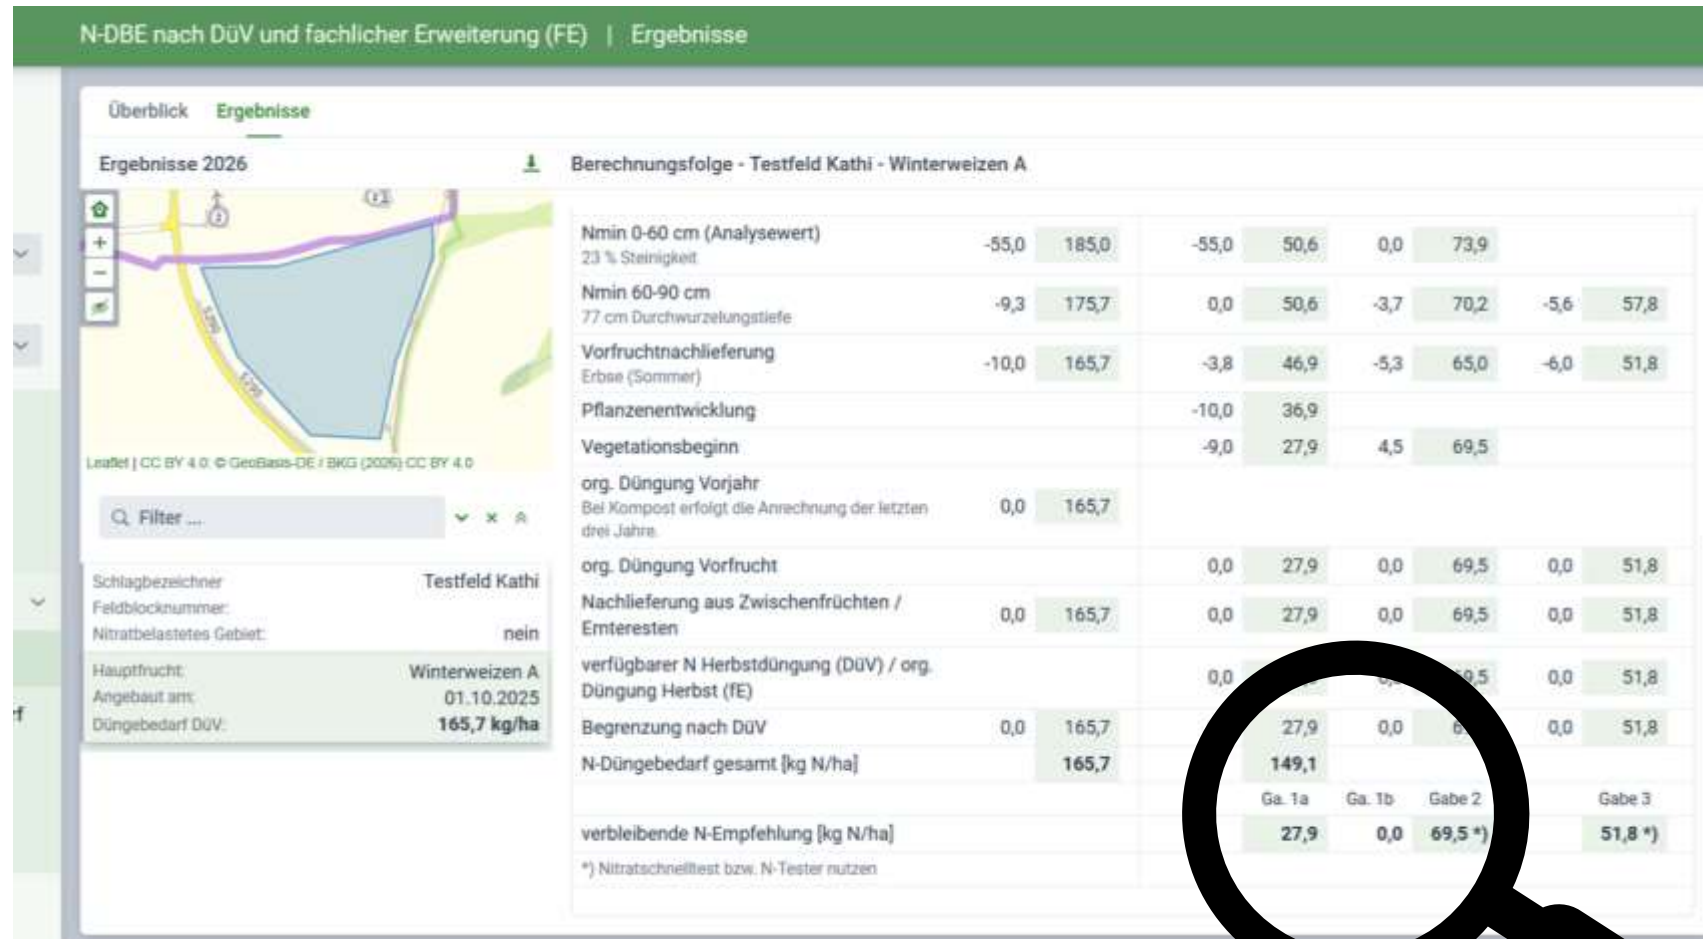 N-DBE nach DüV und fachlicher Erweiterung (FE) | Ergebnisse
Überblick Ergebnisse
Ergebnisse 2026
Berechnungsfolge - Testfeld Kathi - Winterweizen A
Nmin 0-60 cm (Analysewert) -55,0 185,0 -55,0 50,6 0,0 73,9
23 % Steinigkeit
Nmin 60-90 cm -9,3 175,7 0,0 50,6 -3,7 70,2 -5,6 57,8
77 cm Durchwurzelungstiefe
Vorfruchtnachlieferung -10,0 165,7 -3,8 46,9 -5,3 65,0 -6,0 51,8
Erbse (Sommer)
Pflanzenentwicklung -10,0 36,9
Vegetationsbeginn -9,0 27,9 4,5 69,5
org. Düngung Vorjahr 0,0 165,7
Bei Kompost erfolgt die Anrechnung der letzten
drei Jahre.
org. Düngung Vorfrucht 0,0 27,9 0,0 69,5 0,0 51,8
Nachlieferung aus Zwischenfrüchten / 0,0 165,7 0,0 27,9 0,0 69,5 0,0 51,8
Ernteresten
verfügbarer N Herbstdüngung (DüV) / org. 0,0 0,0 51,8
Düngung Herbst (fE)
Begrenzung nach DüV 0,0 165,7 27,9 0,0 0,0 51,8
N-Düngebedarf gesamt [kg N/ha] 165,7 149,1
Ga. 1a Ga. 1b Gabe 2 Gabe 3
verbleibende N-Empfehlung [kg N/ha] 27,9 0,0 69,5 *) 51,8 *)
*) Nitratschnelltest bzw. N-Tester nutzen
S290
S290
Leaflet | CC BY 4.0; © GeoBasis-DE / BKG (2026) CC BY 4.0
Filter ...
Schlagbezeichner Testfeld Kathi
Feldblocknummer:
Nitratbelastetes Gebiet: nein
Hauptfrucht: Winterweizen A
Angebaut am: 01.10.2025
Düngebedarf DüV: 165,7 kg/ha